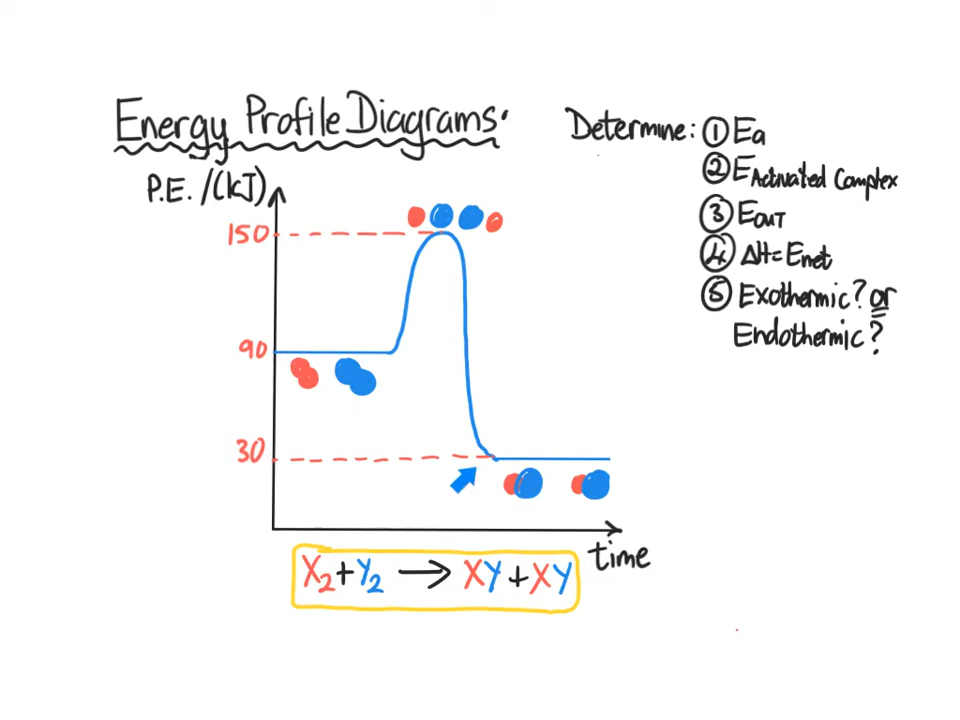 Energy Profile Diagrams.
Determine: ① Ea
② EActivated Complex
③ EOUT
④ ΔH = Enet
⑤ Exothermic? or
Endothermic?
P.E. /(kJ)
150
90
30
time
X₂ + Y₂ → XY + XY